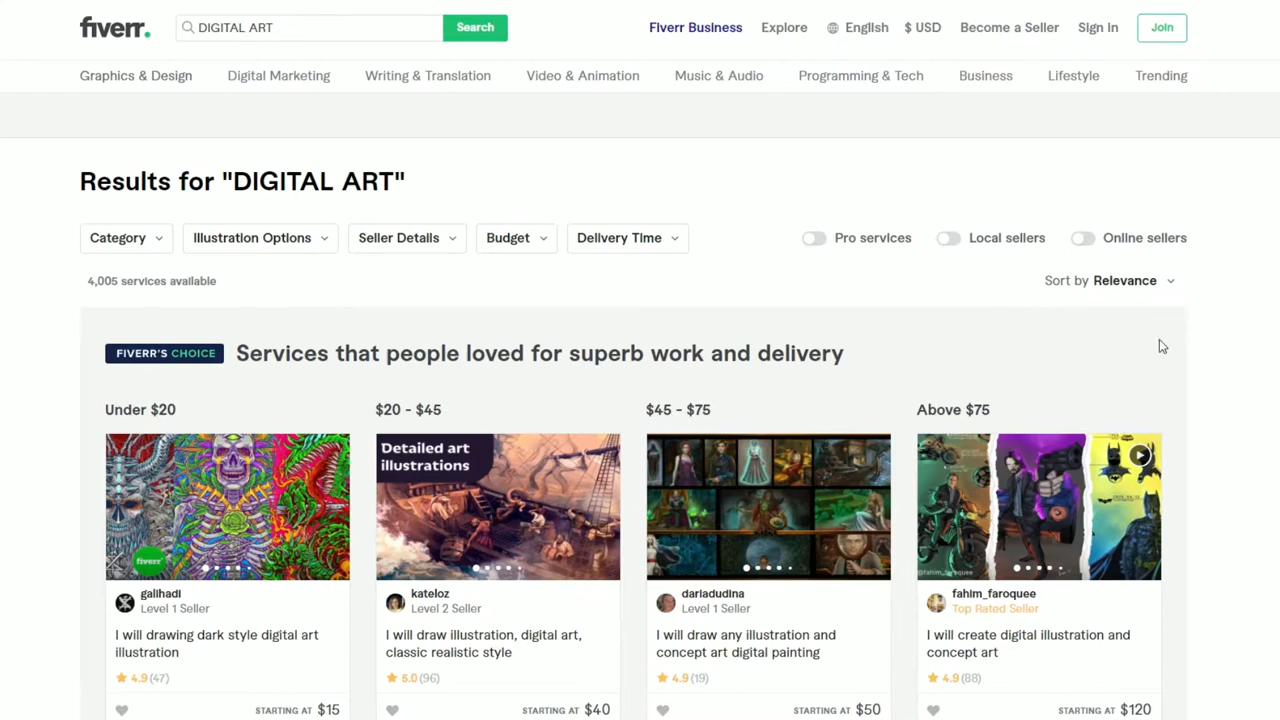 fiverr.
DIGITAL ART
Search
Fiverr Business
Explore
English
$ USD
Become a Seller
Sign In
Join
Graphics & Design
Digital Marketing
Writing & Translation
Video & Animation
Music & Audio
Programming & Tech
Business
Lifestyle
Trending
Results for "DIGITAL ART"
Category
Illustration Options
Seller Details
Budget
Delivery Time
Pro services
Local sellers
Online sellers
4,005 services available
Sort by Relevance
FIVERR'S CHOICE
Services that people loved for superb work and delivery
Under $20
$20 - $45
$45 - $75
Above $75
Detailed art
illustrations
fiverr
@fahim_faroquee
galihadi
Level 1 Seller
kateloz
Level 2 Seller
dariadudina
Level 1 Seller
fahim_faroquee
Top Rated Seller
I will drawing dark style digital art
illustration
I will draw illustration, digital art,
classic realistic style
I will draw any illustration and
concept art digital painting
I will create digital illustration and
concept art
4.9 (47)
5.0 (96)
4.9 (19)
4.9 (88)
STARTING AT $15
STARTING AT $40
STARTING AT $50
STARTING AT $120